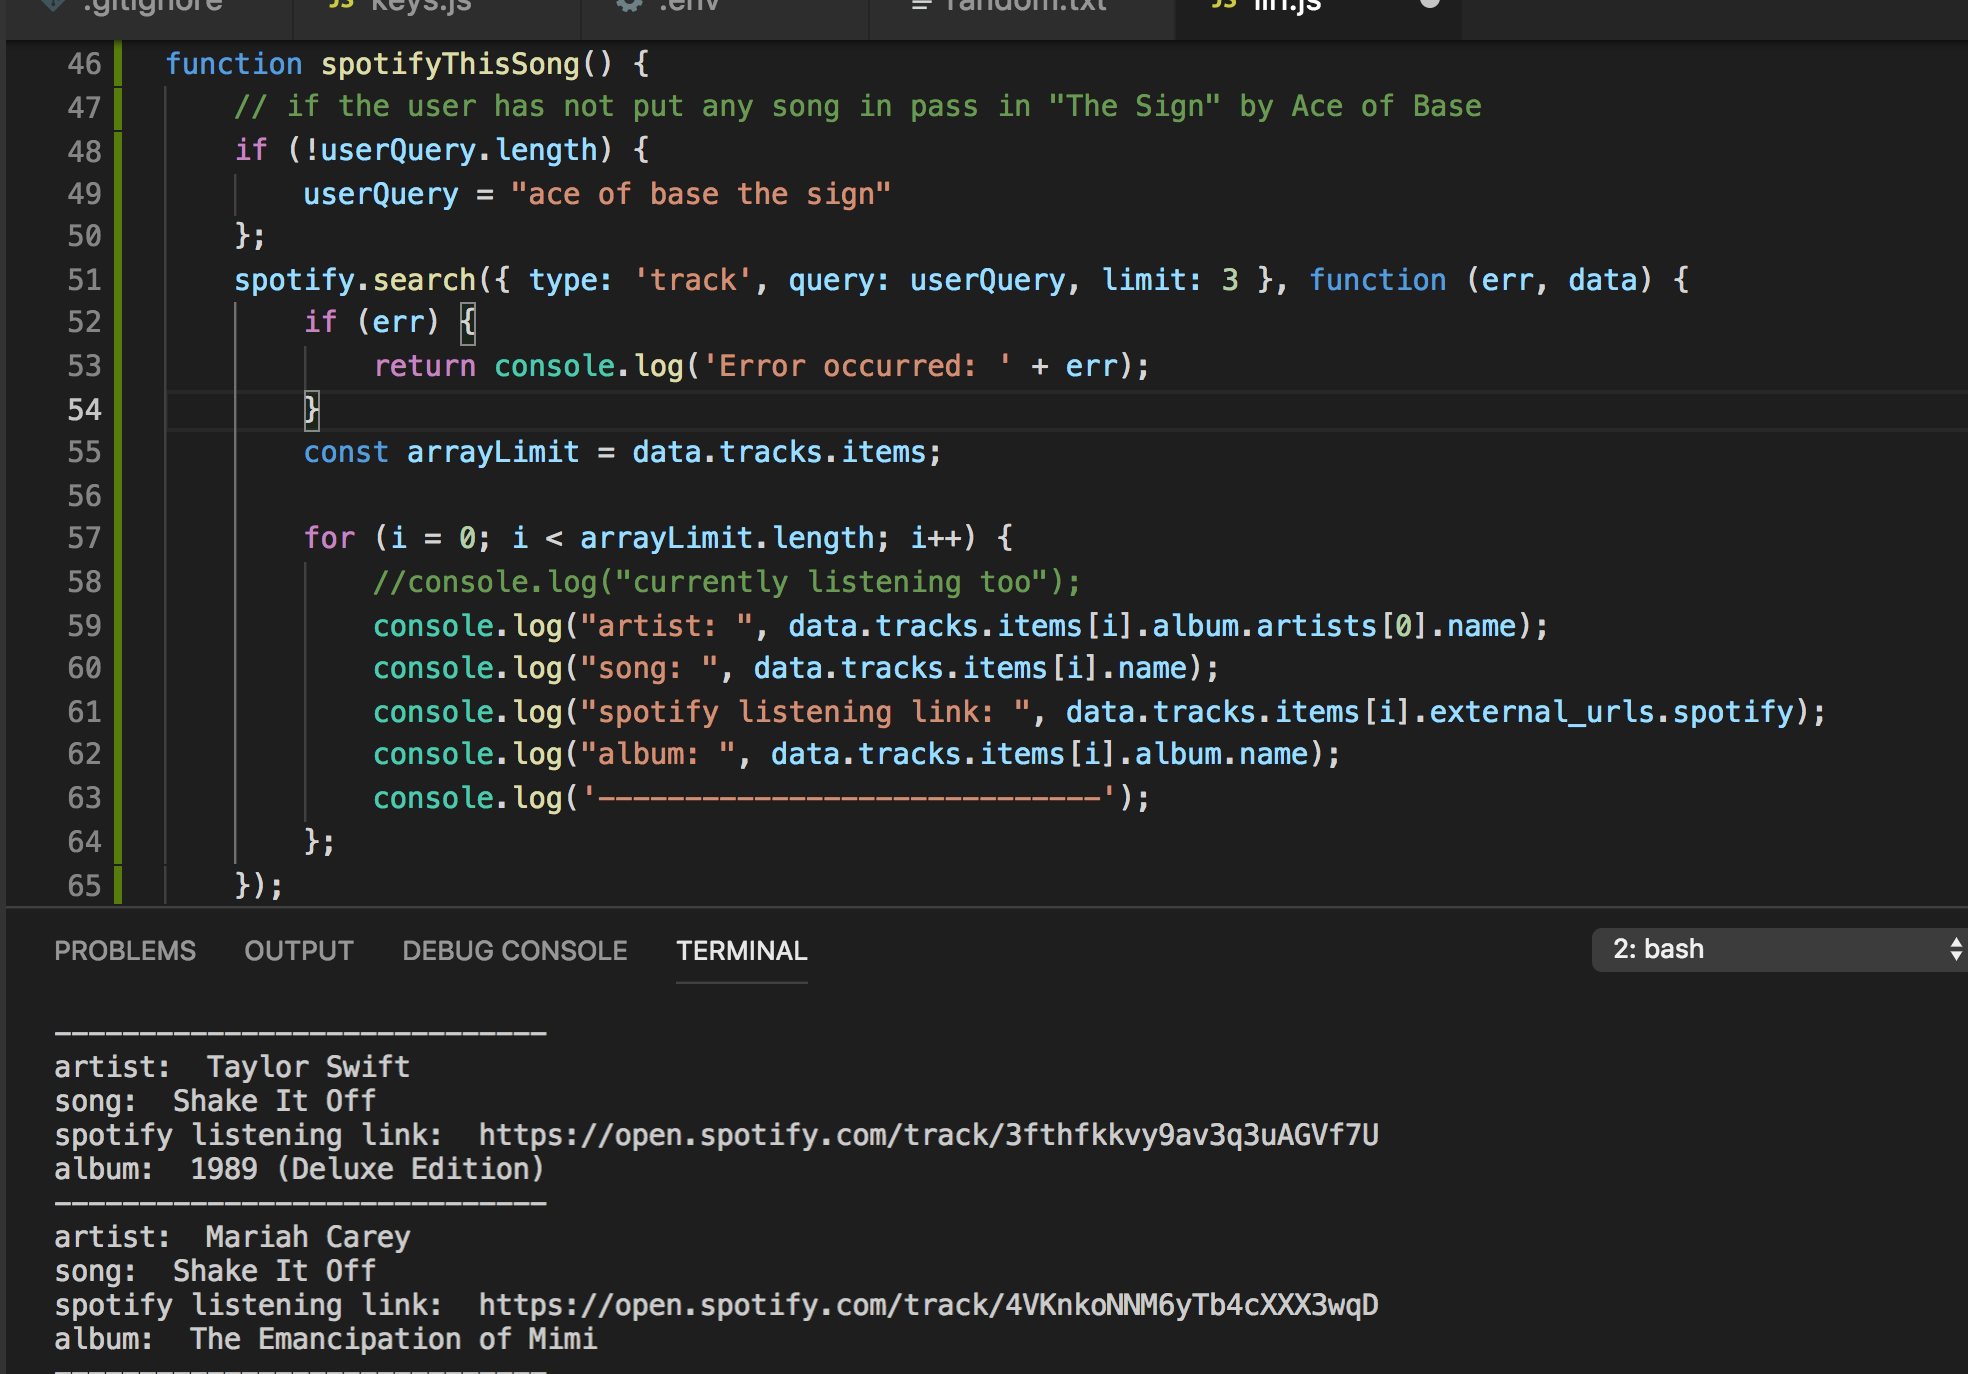 .gitignore
JS keys.js
.env
random.txt
JS liri.js
46 function spotifyThisSong() {
47 // if the user has not put any song in pass in "The Sign" by Ace of Base
48 if (!userQuery.length) {
49 userQuery = "ace of base the sign"
50 };
51 spotify.search({ type: 'track', query: userQuery, limit: 3 }, function (err, data) {
52 if (err) {
53 return console.log('Error occurred: ' + err);
54 }
55 const arrayLimit = data.tracks.items;
56
57 for (i = 0; i < arrayLimit.length; i++) {
58 //console.log("currently listening too");
59 console.log("artist: ", data.tracks.items[i].album.artists[0].name);
60 console.log("song: ", data.tracks.items[i].name);
61 console.log("spotify listening link: ", data.tracks.items[i].external_urls.spotify);
62 console.log("album: ", data.tracks.items[i].album.name);
63 console.log('-----------------------------');
64 };
65 });
PROBLEMS OUTPUT DEBUG CONSOLE TERMINAL 2: bash
-----------------------------
artist:  Taylor Swift
song:  Shake It Off
spotify listening link:  https://open.spotify.com/track/3fthfkkvy9av3q3uAGVf7U
album:  1989 (Deluxe Edition)
-----------------------------
artist:  Mariah Carey
song:  Shake It Off
spotify listening link:  https://open.spotify.com/track/4VKnkoNNM6yTb4cXXX3wqD
album:  The Emancipation of Mimi
-----------------------------